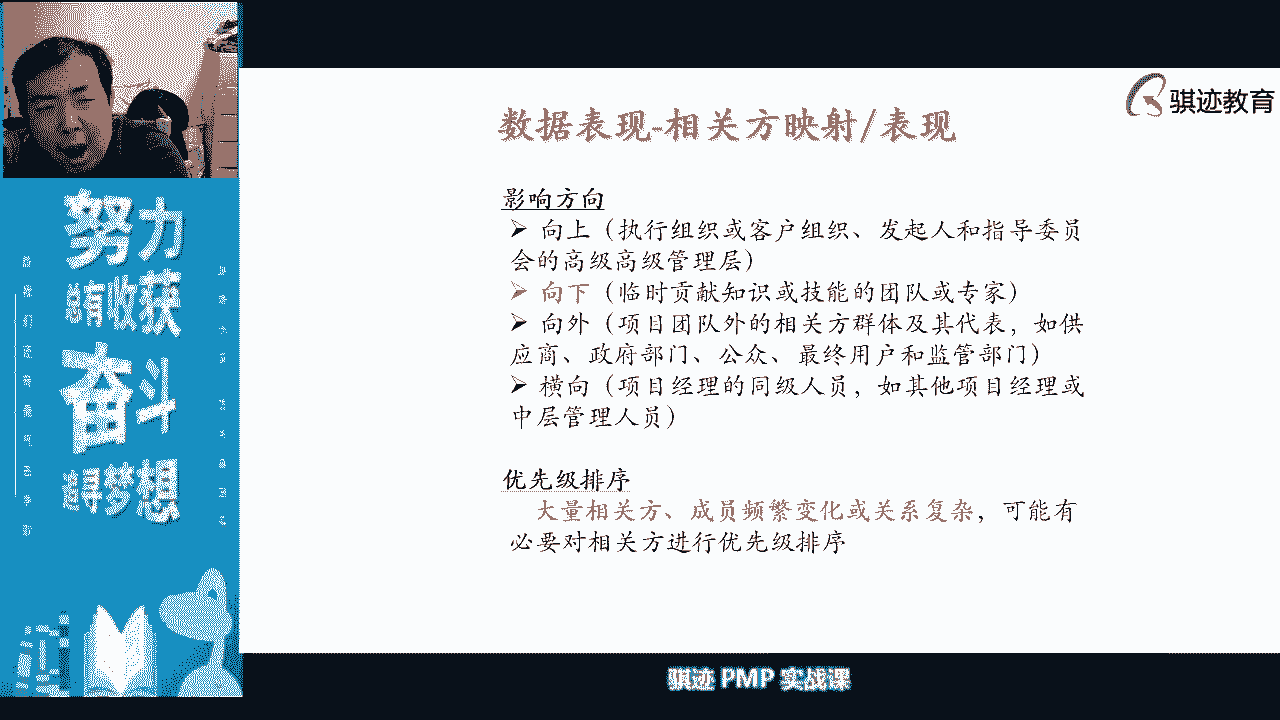 骐迹教育
数据表现-相关方映射/表现
影响方向
➢ 向上（执行组织或客户组织、发起人和指导委员
会的高级高级管理层）
➢ 向下（临时贡献知识或技能的团队或专家）
➢ 向外（项目团队外的相关方群体及其代表，如供
应商、政府部门、公众、最终用户和监管部门）
➢ 横向（项目经理的同级人员，如其他项目经理或
中层管理人员）
优先级排序
大量相关方、成员频繁变化或关系复杂，可能有
必要对相关方进行优先级排序
努力
总有收获
奋斗
追寻梦想
骐迹 PMP 实战课